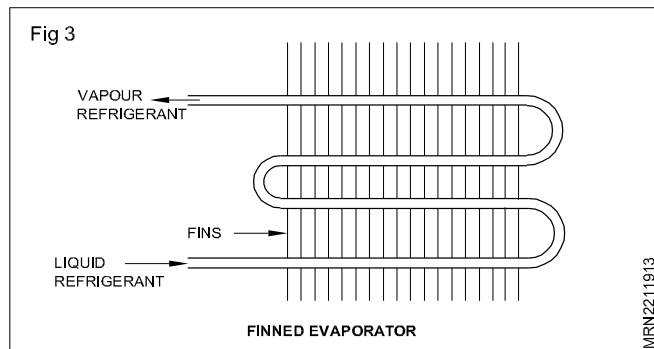 Fig 3
VAPOUR
REFRIGERANT
FINS
LIQUID
REFRIGERANT
FINNED EVAPORATOR
MRN2211913